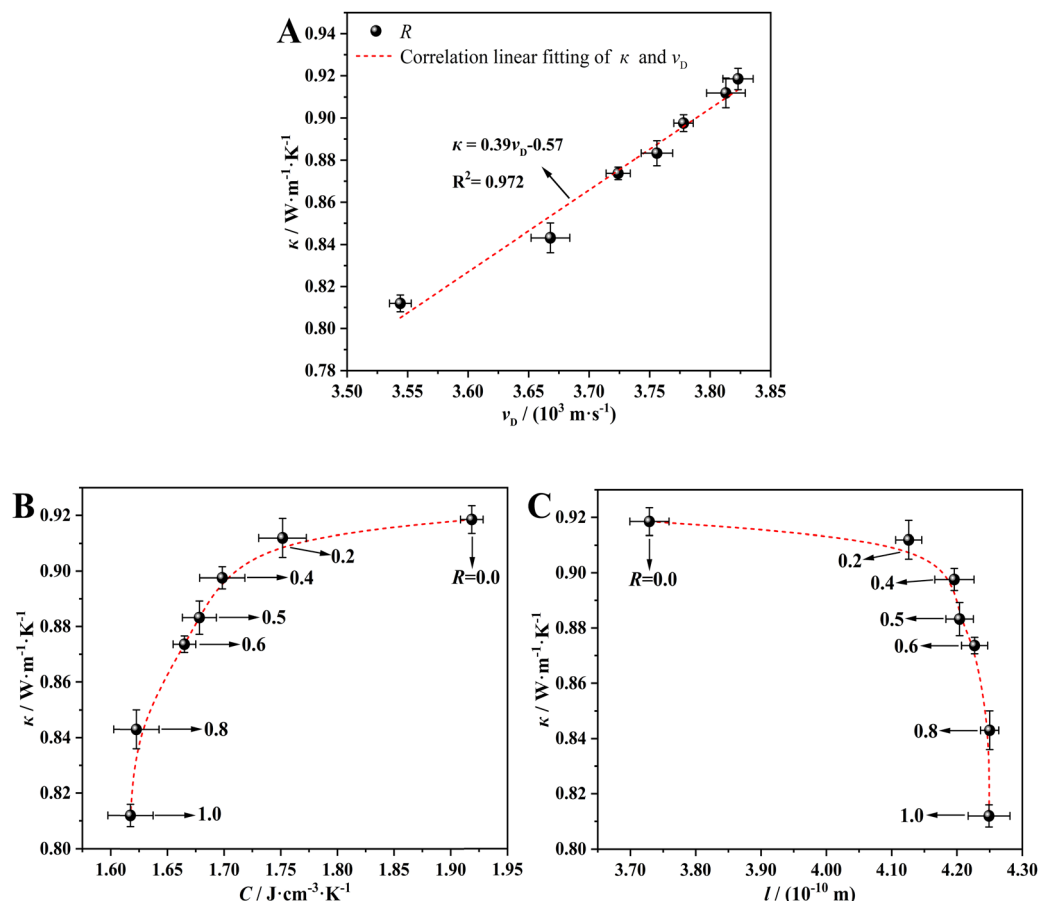 A
R
Correlation linear fitting of κ and v_D
κ = 0.39v_D-0.57
R²= 0.972
κ / W·m⁻¹·K⁻¹
0.94
0.92
0.90
0.88
0.86
0.84
0.82
0.80
0.78
3.50 3.55 3.60 3.65 3.70 3.75 3.80 3.85
v_D / (10³ m·s⁻¹)
B
κ / W·m⁻¹·K⁻¹
0.92
0.90
0.88
0.86
0.84
0.82
0.80
R=0.0
0.2
0.4
0.5
0.6
0.8
1.0
1.60 1.65 1.70 1.75 1.80 1.85 1.90 1.95
C / J·cm⁻³·K⁻¹
C
κ / W·m⁻¹·K⁻¹
0.92
0.90
0.88
0.86
0.84
0.82
0.80
R=0.0
0.2
0.4
0.5
0.6
0.8
1.0
3.70 3.80 4.00 4.10 4.20 4.30
l / (10⁻¹⁰ m)